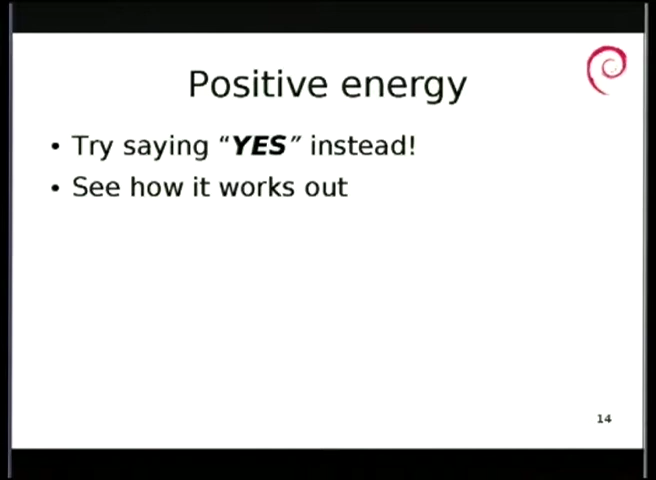 Positive energy
• Try saying “YES” instead!
• See how it works out
14